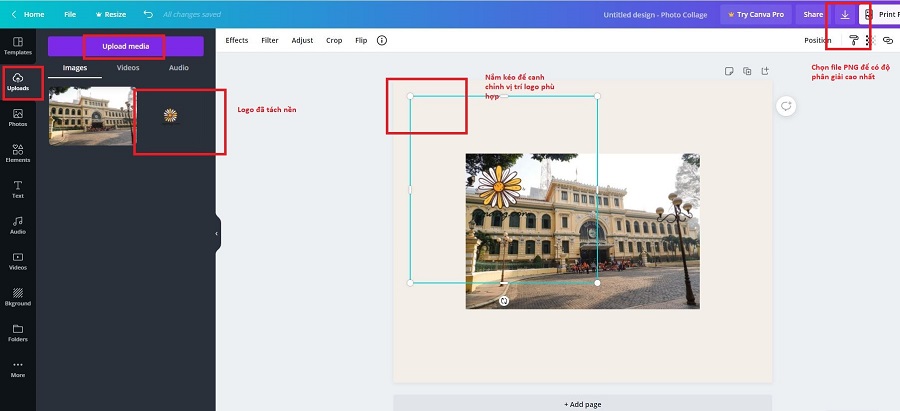 Home File Resize All changes saved Untitled design - Photo Collage Try Canva Pro Share Print
Templates
Upload media
Effects Filter Adjust Crop Flip Position
Images Videos Audio
Uploads
Chọn file PNG để có độ
phân giải cao nhất
Nắm kéo để canh
chỉnh vị trí logo phù
hợp
Logo đã tách nền
Photos
Elements
Text
Audio
Videos
Bkground
Folders
More
+ Add page